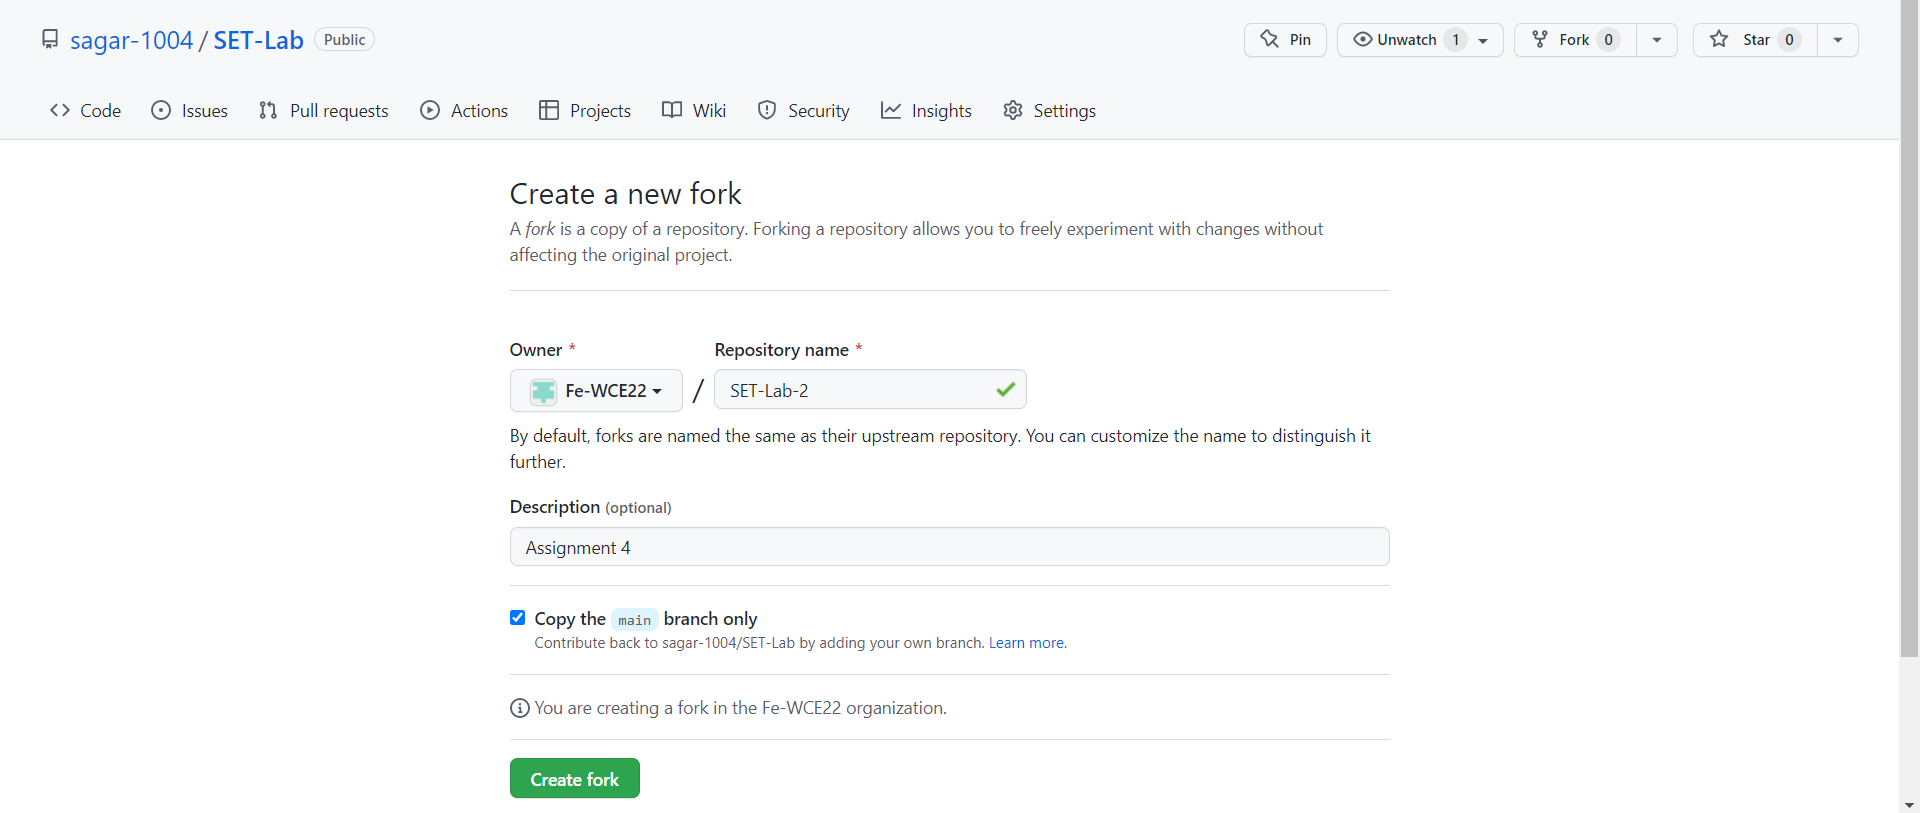 sagar-1004 / SET-Lab Public
Pin Unwatch 1 Fork 0 Star 0
Code Issues Pull requests Actions Projects Wiki Security Insights Settings
Create a new fork
A fork is a copy of a repository. Forking a repository allows you to freely experiment with changes without
affecting the original project.
Owner * Repository name *
Fe-WCE22 / SET-Lab-2
By default, forks are named the same as their upstream repository. You can customize the name to distinguish it
further.
Description (optional)
Assignment 4
Copy the main branch only
Contribute back to sagar-1004/SET-Lab by adding your own branch. Learn more.
You are creating a fork in the Fe-WCE22 organization.
Create fork